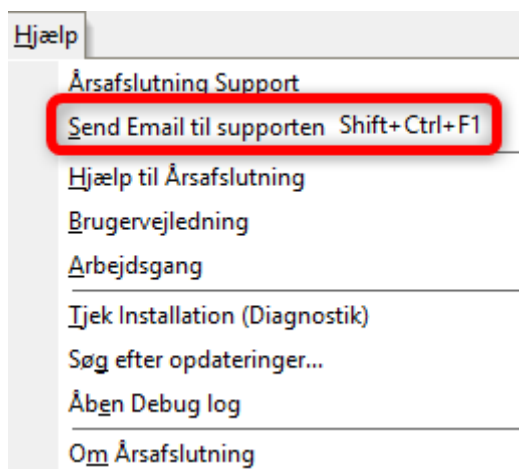 Hjælp
Årsafslutning Support
Send Email til supporten Shift+Ctrl+F1
Hjælp til Årsafslutning
Brugervejledning
Arbejdsgang
Tjek Installation (Diagnostik)
Søg efter opdateringer...
Åben Debug log
Om Årsafslutning